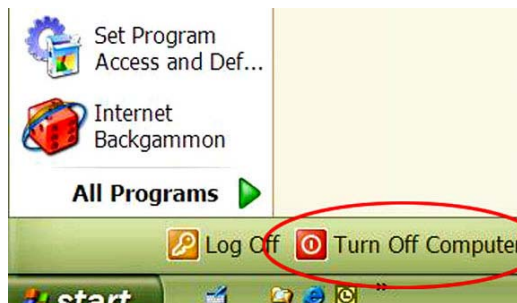 Set Program
Access and Def...
Internet
Backgammon
All Programs
Log Off Turn Off Computer
start